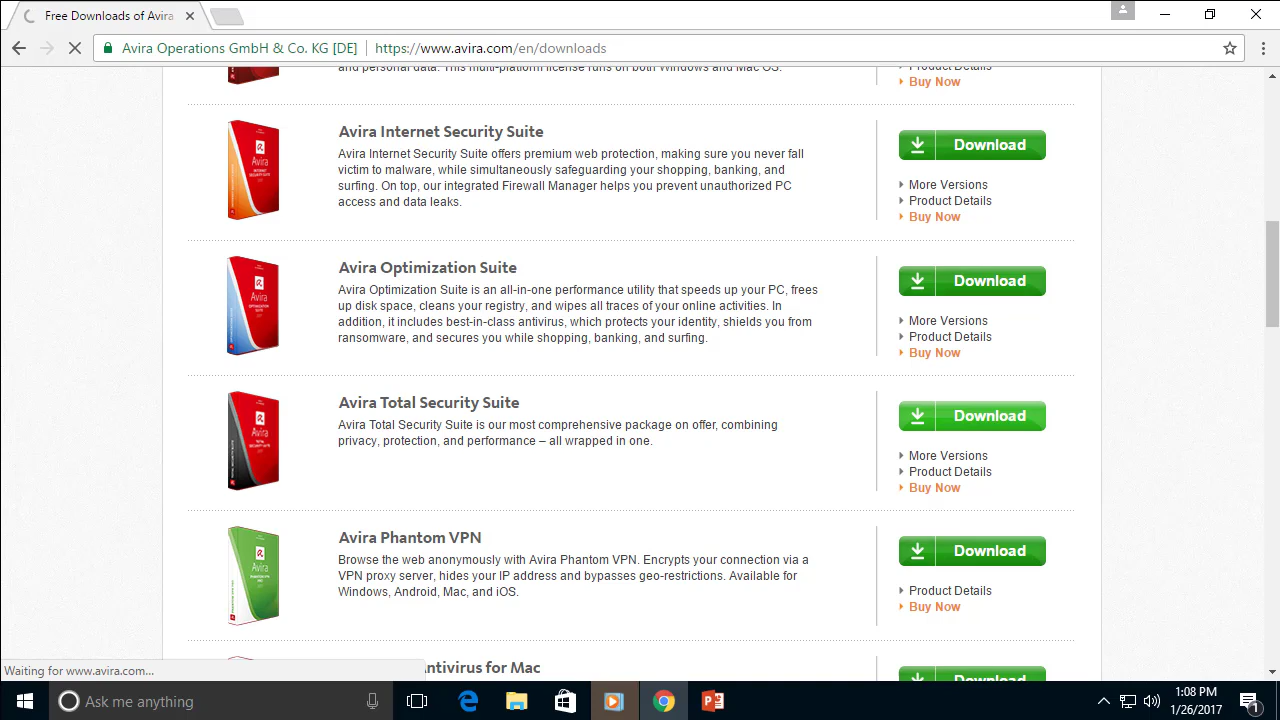 Free Downloads of Avira
Avira Operations GmbH & Co. KG [DE] https://www.avira.com/en/downloads
and personal data. This multi-platform license runs on both Windows and Mac OS.
Product Details
Buy Now
Avira Internet Security Suite
Avira Internet Security Suite offers premium web protection, making sure you never fall
victim to malware while simultaneously safeguarding your shopping, banking, and
surfing. On top, our integrated Firewall Manager helps you prevent unauthorized PC
access and data leaks.
Download
More Versions
Product Details
Buy Now
Avira Optimization Suite
Avira Optimization Suite is an all-in-one performance utility that speeds up your PC, frees
up disk space, cleans your registry and wipes all traces of your online activities. In
addition, it includes best-in-class antivirus, which protects your identity, shields you from
ransomware, and secures you while shopping, banking, and surfing.
Download
More Versions
Product Details
Buy Now
Avira Total Security Suite
Avira Total Security Suite is our most comprehensive package on offer, combining
privacy, protection, and performance – all wrapped in one.
Download
More Versions
Product Details
Buy Now
Avira Phantom VPN
Browse the web anonymously with Avira Phantom VPN. Encrypts your connection via a
VPN proxy server, hides your IP address and bypasses geo-restrictions. Available for
Windows, Android, Mac, and iOS.
Download
Product Details
Buy Now
Antivirus for Mac
Download
Waiting for www.avira.com...
Ask me anything
1:08 PM
1/26/2017
1